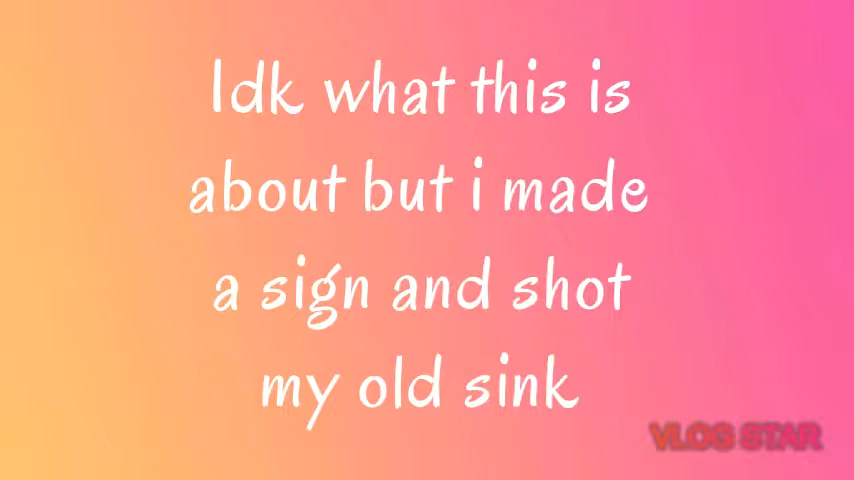 Idk what this is
about but i made
a sign and shot
my old sink
VLOG STAR